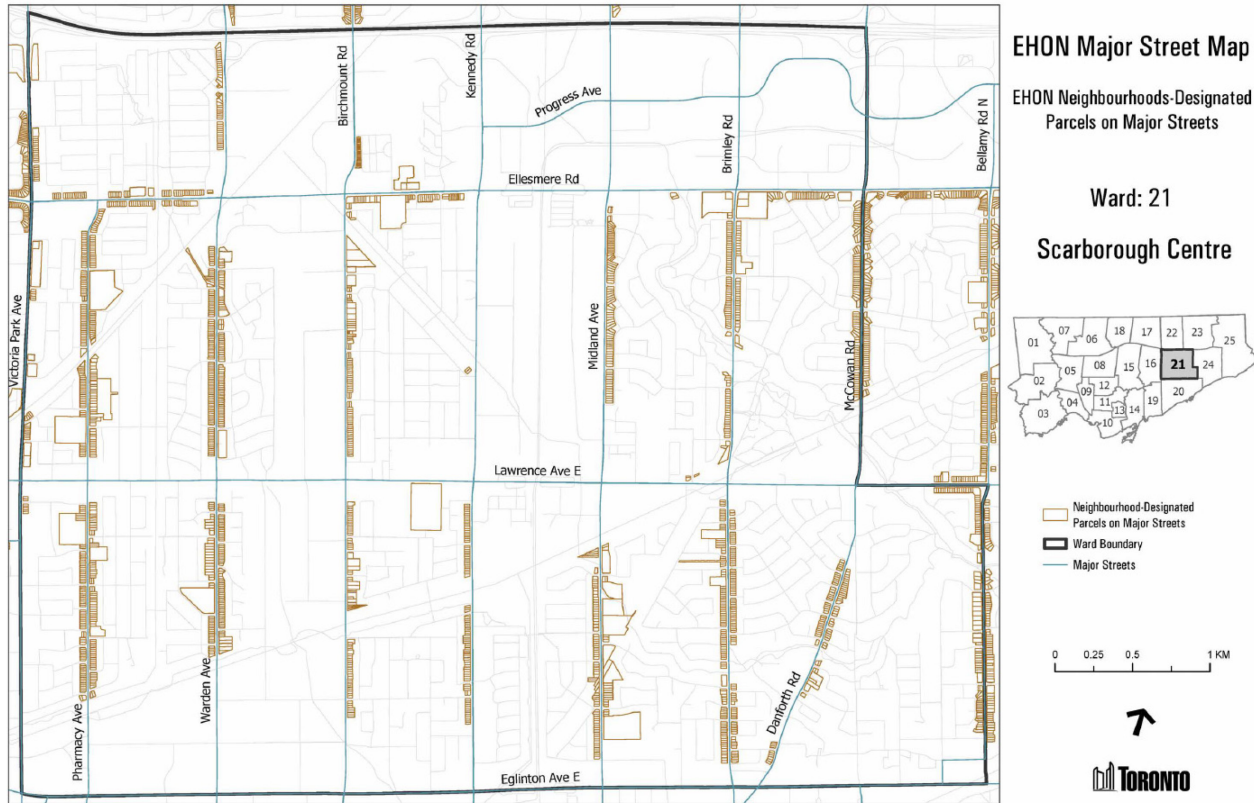 EHON Major Street Map
EHON Neighbourhoods-Designated
Parcels on Major Streets
Ward: 21
Scarborough Centre
Victoria Park Ave
Pharmacy Ave
Warden Ave
Birchmount Rd
Kennedy Rd
Progress Ave
Midland Ave
Brimley Rd
McCowan Rd
Bellamy Rd N
Danforth Rd
Ellesmere Rd
Lawrence Ave E
Eglinton Ave E
01
07
06
18
17
22
23
25
02
05
08
15
16
21
24
03
04
09
12
11
13
10
14
19
20
Neighbourhood-Designated
Parcels on Major Streets
Ward Boundary
Major Streets
0 0.25 0.5 1 KM
TORONTO